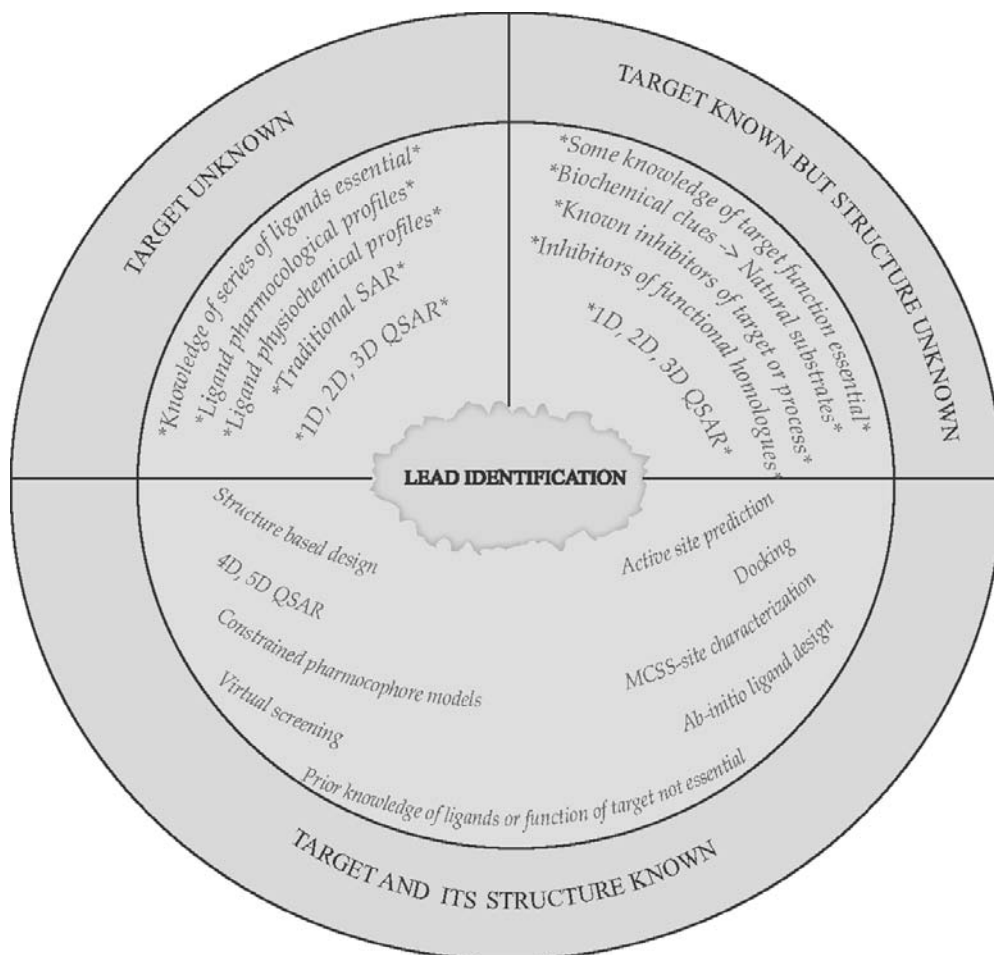 TARGET UNKNOWN
*Knowledge of series of ligands essential*
*Ligand pharmocological profiles*
*Ligand physiochemical profiles*
*Traditional SAR*
*1D, 2D, 3D QSAR*
TARGET KNOWN BUT STRUCTURE UNKNOWN
*Some knowledge of target function essential*
*Biochemical clues -> Natural substrates*
*Known inhibitors of target or process*
*Inhibitors of functional homologues*
*1D, 2D, 3D QSAR*
LEAD IDENTIFICATION
Structure based design
4D, 5D QSAR
Constrained pharmocophore models
Virtual screening
Active site prediction
Docking
MCSS-site characterization
Ab-initio ligand design
Prior knowledge of ligands or function of target not essential
TARGET AND ITS STRUCTURE KNOWN